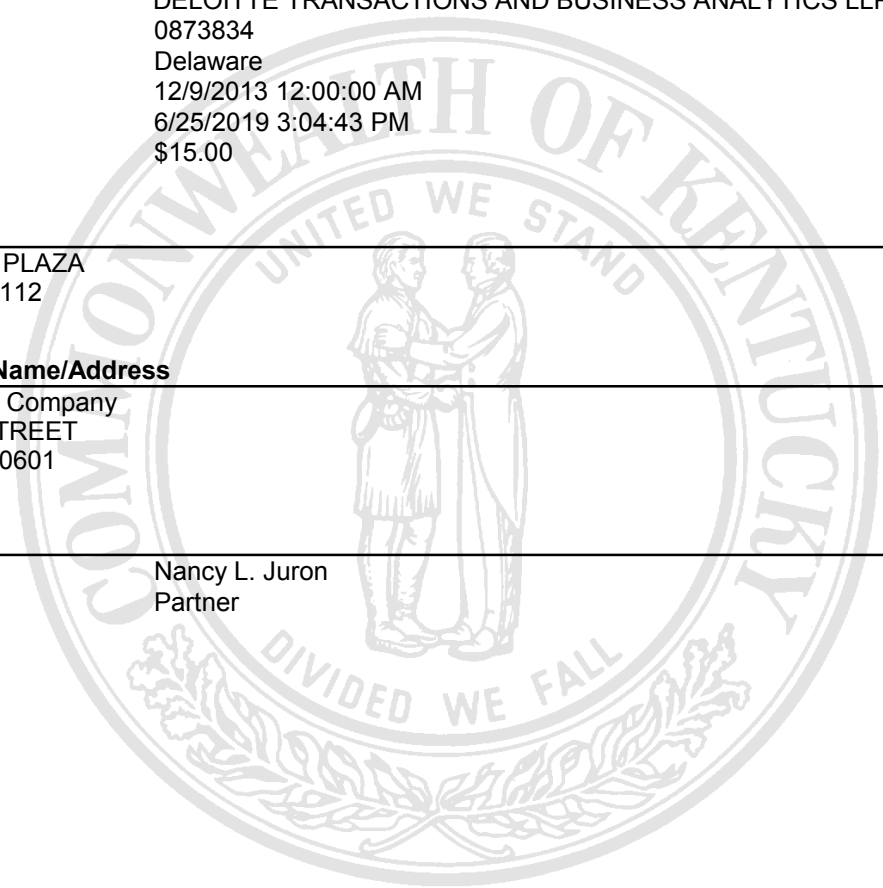 DELOITTE TRANSACTIONS AND BUSINESS ANALYTICS LLP
0873834
Delaware
12/9/2013 12:00:00 AM
6/25/2019 3:04:43 PM
$15.00
PLAZA
112
Name/Address
Company
TREET
0601
Nancy L. Juron
Partner
COMMONWEALTH OF KENTUCKY
UNITED WE STAND
DIVIDED WE FALL